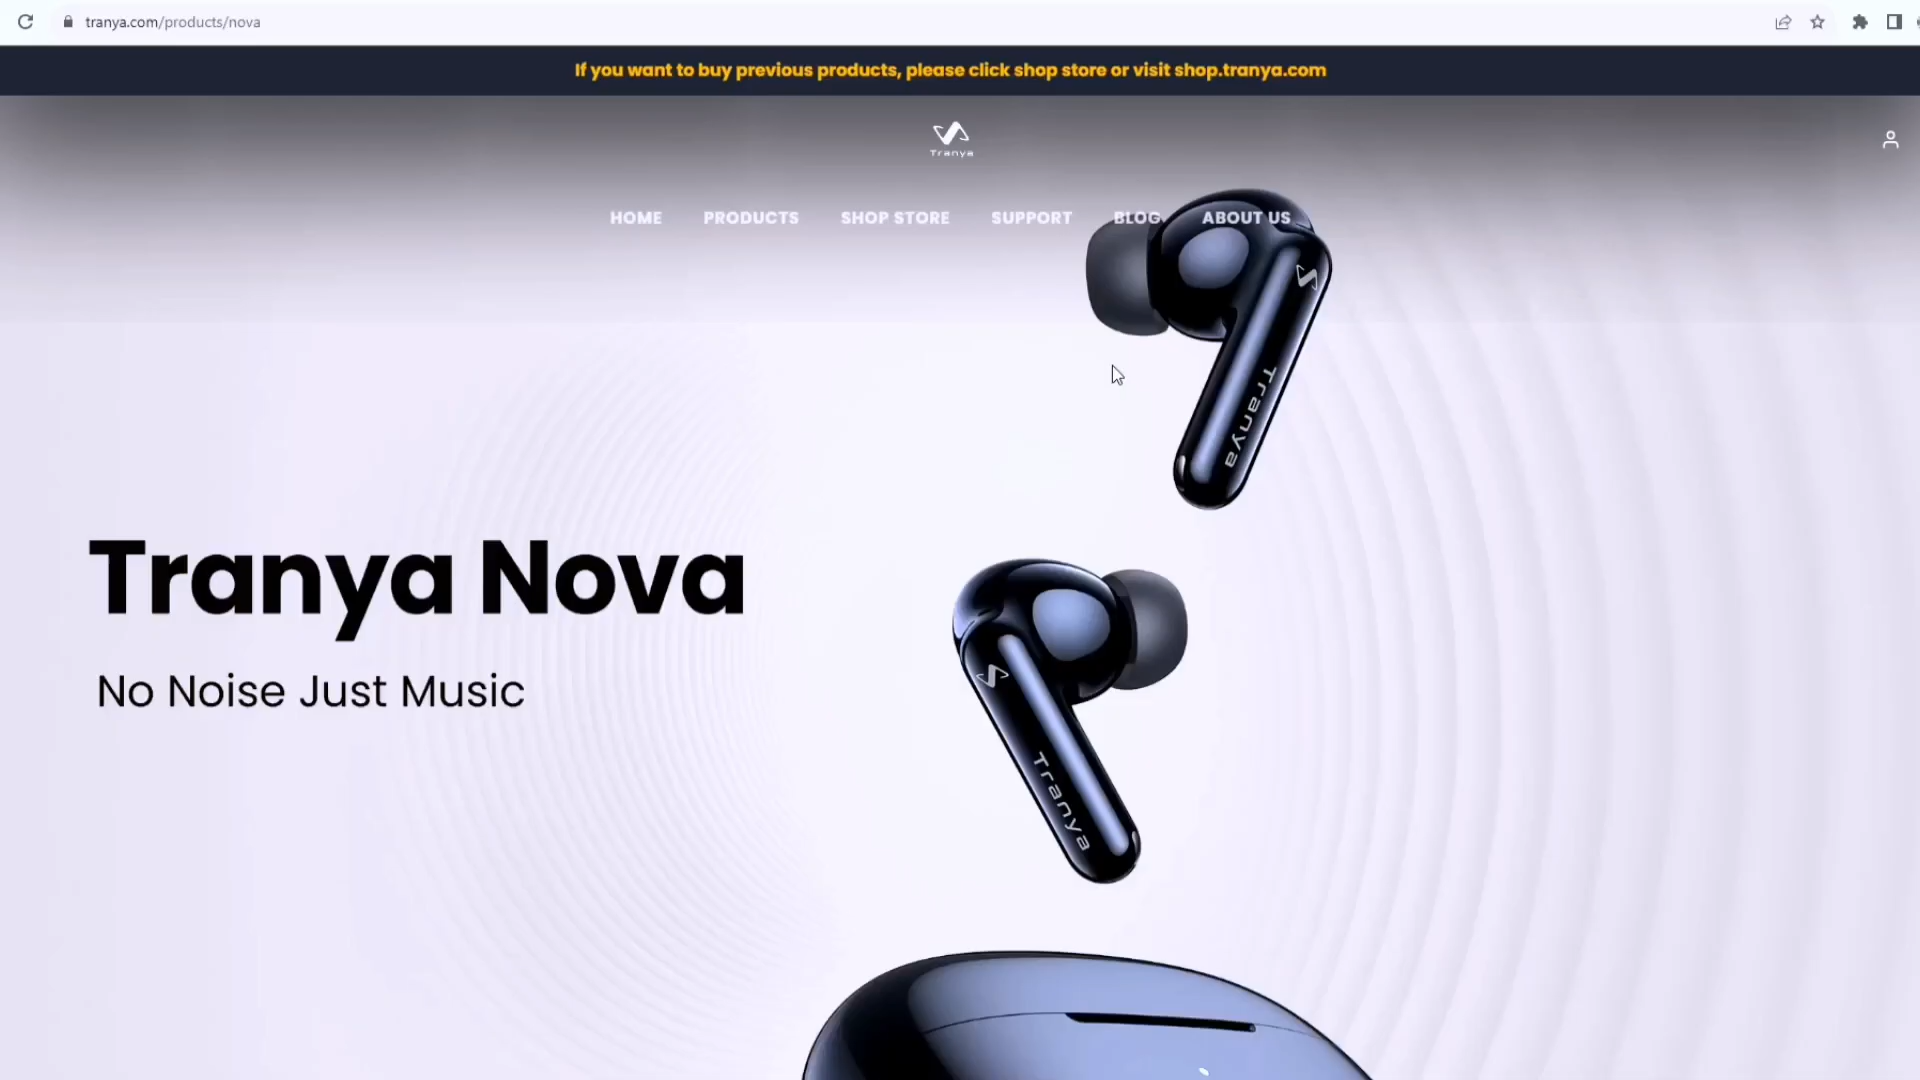 tranya.com/products/nova
If you want to buy previous products, please click shop store or visit shop.tranya.com
Tranya
HOME PRODUCTS SHOP STORE SUPPORT BLOG ABOUT US
Tranya
Tranya Nova
No Noise Just Music
Tranya